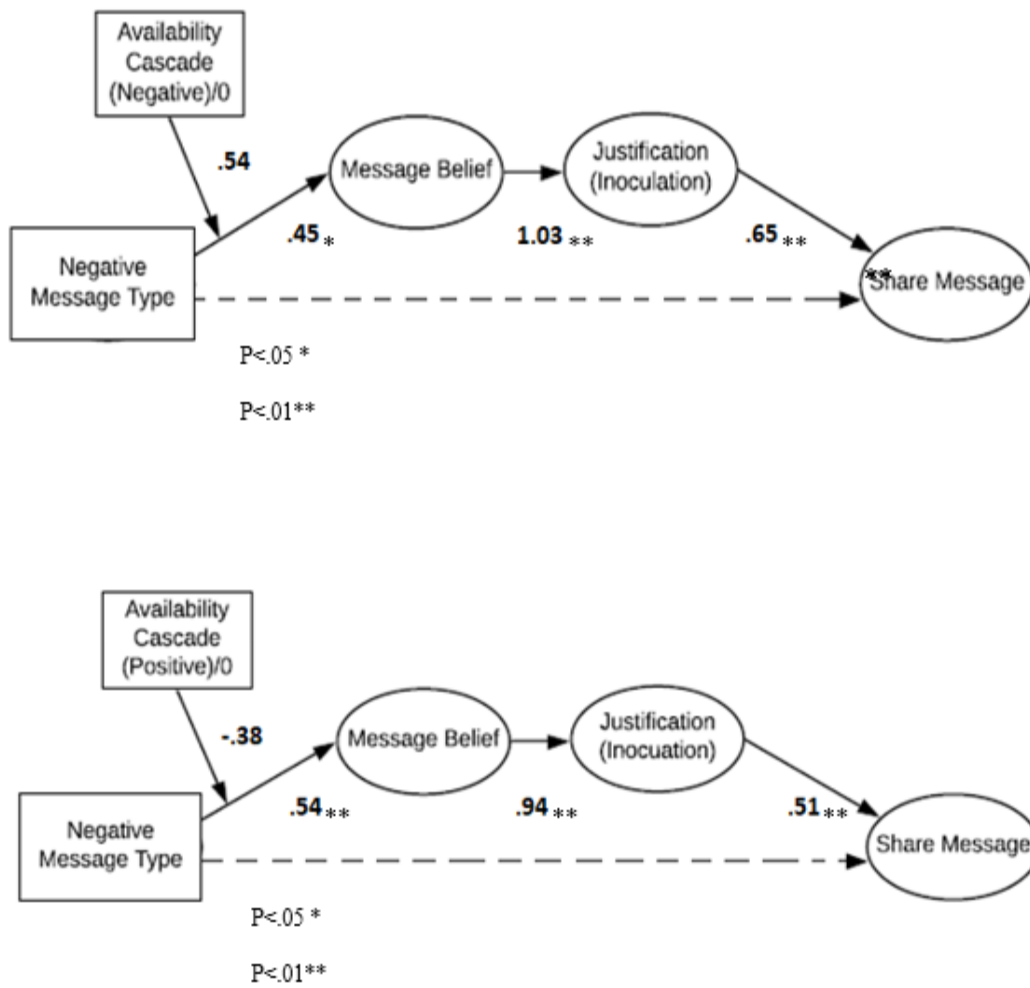 Availability
Cascade
(Negative)/0
.54
Message Belief
Justification
(Inoculation)
.45 *
1.03 **
.65 **
Negative
Message Type
**
Share Message
P<.05 *
P<.01**
Availability
Cascade
(Positive)/0
-.38
Message Belief
Justification
(Inocuation)
.54 **
.94 **
.51 **
Negative
Message Type
Share Message
P<.05 *
P<.01**